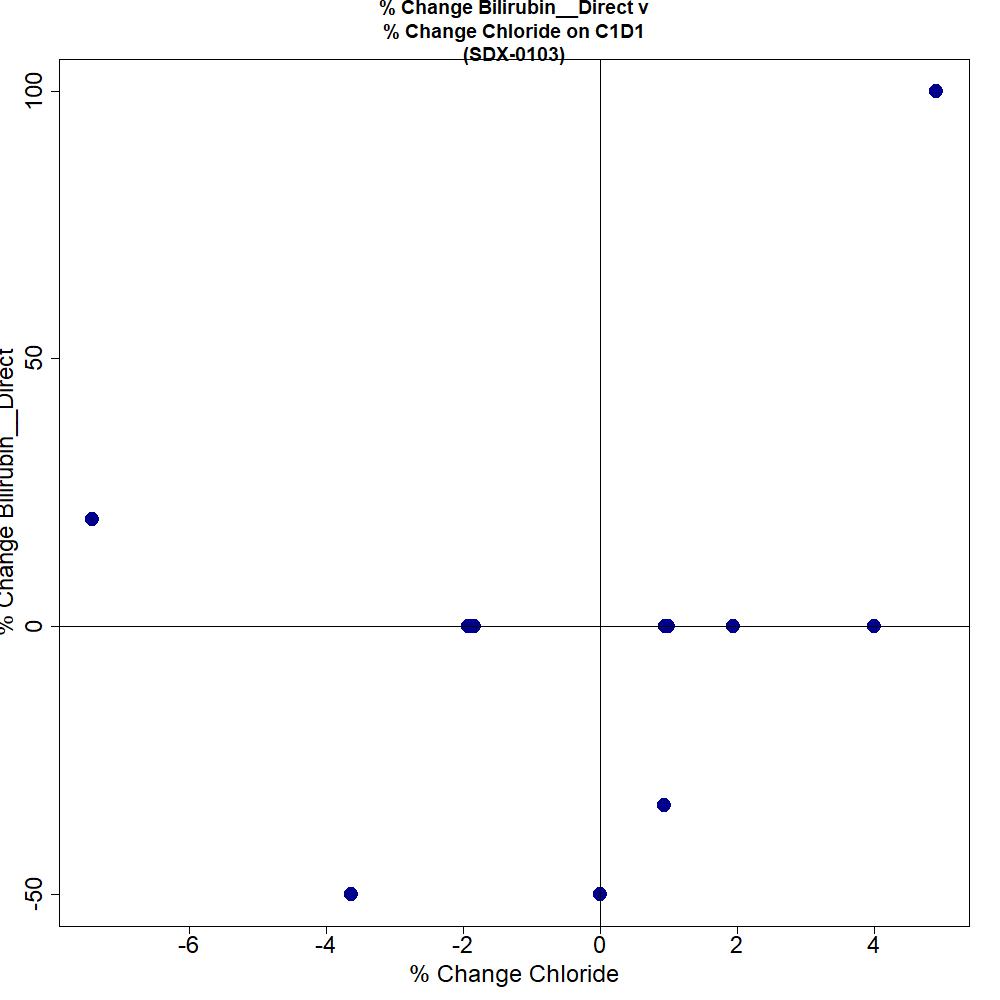 % Change Bilirubin__Direct v
% Change Chloride on C1D1
(SDX-0103)
100
50
0
-50
% Change Bilirubin__Direct
-6
-4
-2
0
2
4
% Change Chloride